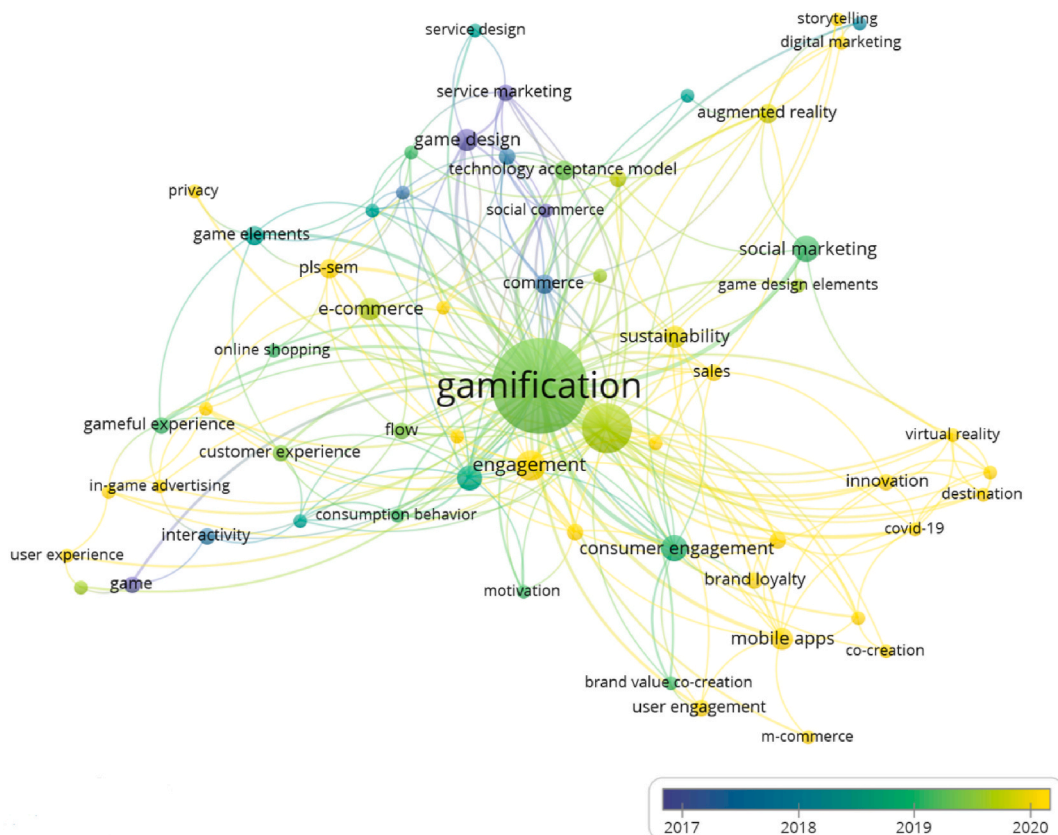 storytelling
service design
digital marketing
service marketing
augmented reality
game design
technology acceptance model
privacy
social commerce
game elements
social marketing
pls-sem
commerce
game design elements
e-commerce
sustainability
online shopping
sales
gamification
gameful experience
flow
virtual reality
customer experience
engagement
innovation
in-game advertising
destination
consumption behavior
covid-19
interactivity
consumer engagement
user experience
brand loyalty
game
motivation
mobile apps
co-creation
brand value co-creation
user engagement
m-commerce
2017 2018 2019 2020